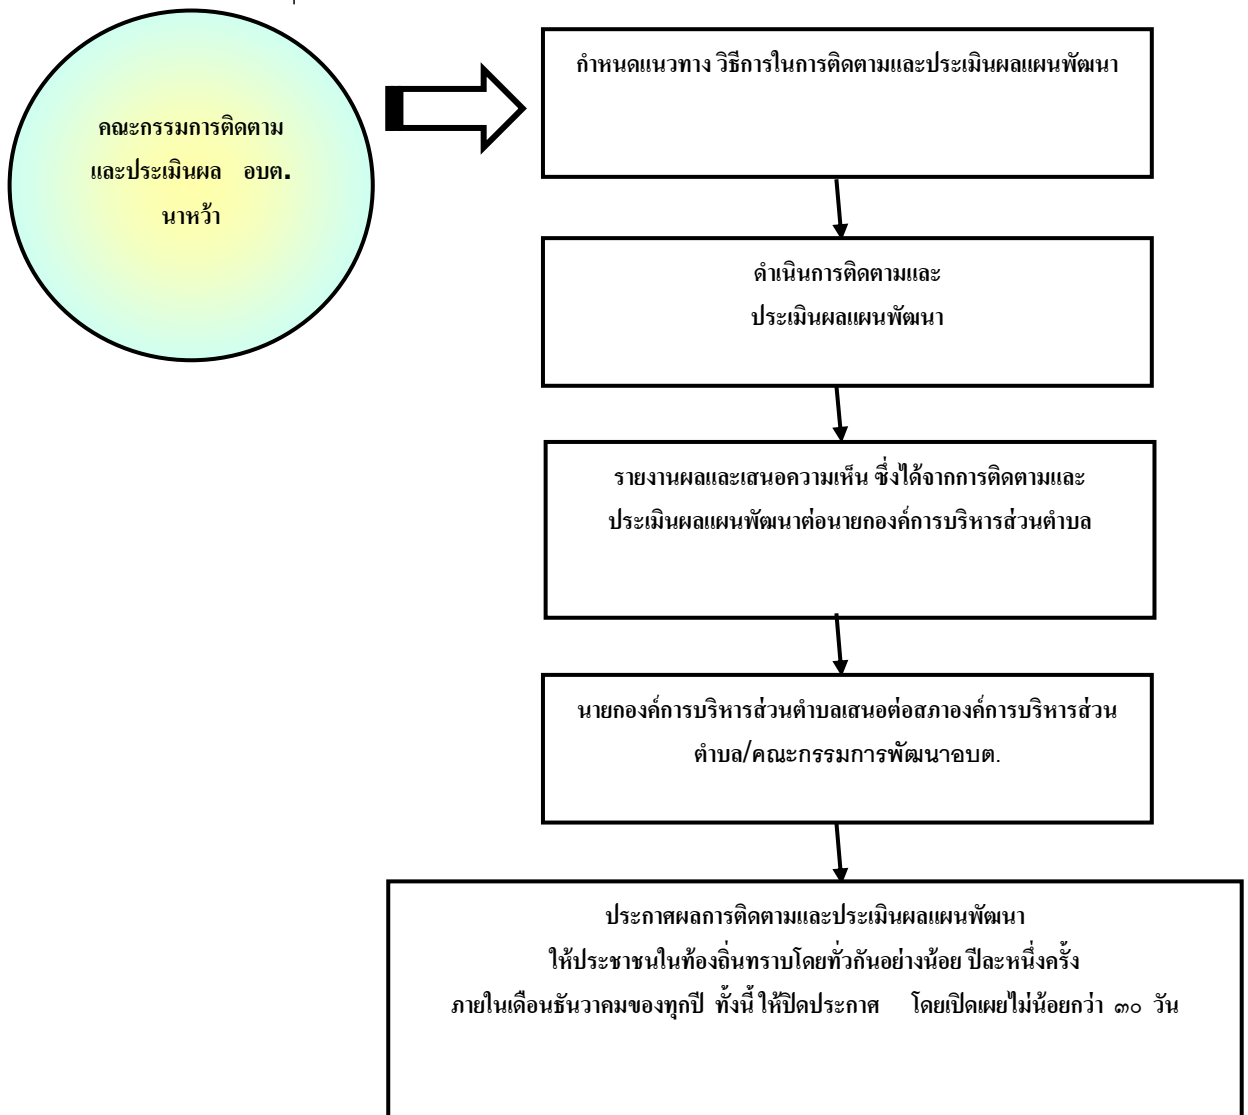 คณะกรรมการติดตาม
และประเมินผล อบต.
นาหว้า
กำหนดแนวทาง วิธีการในการติดตามและประเมินผลแผนพัฒนา
ดำเนินการติดตามและ
ประเมินผลแผนพัฒนา
รายงานผลและเสนอความเห็น ซึ่งได้จากการติดตามและ
ประเมินผลแผนพัฒนาต่อนายกองค์การบริหารส่วนตำบล
นายกองค์การบริหารส่วนตำบลเสนอต่อสภาองค์การบริหารส่วน
ตำบล/คณะกรรมการพัฒนาอบต.
ประกาศผลการติดตามและประเมินผลแผนพัฒนา
ให้ประชาชนในท้องถิ่นทราบโดยทั่วกันอย่างน้อย ปีละหนึ่งครั้ง
ภายในเดือนธันวาคมของทุกปี ทั้งนี้ ให้ปิดประกาศ โดยเปิดเผยไม่น้อยกว่า ๓๐ วัน